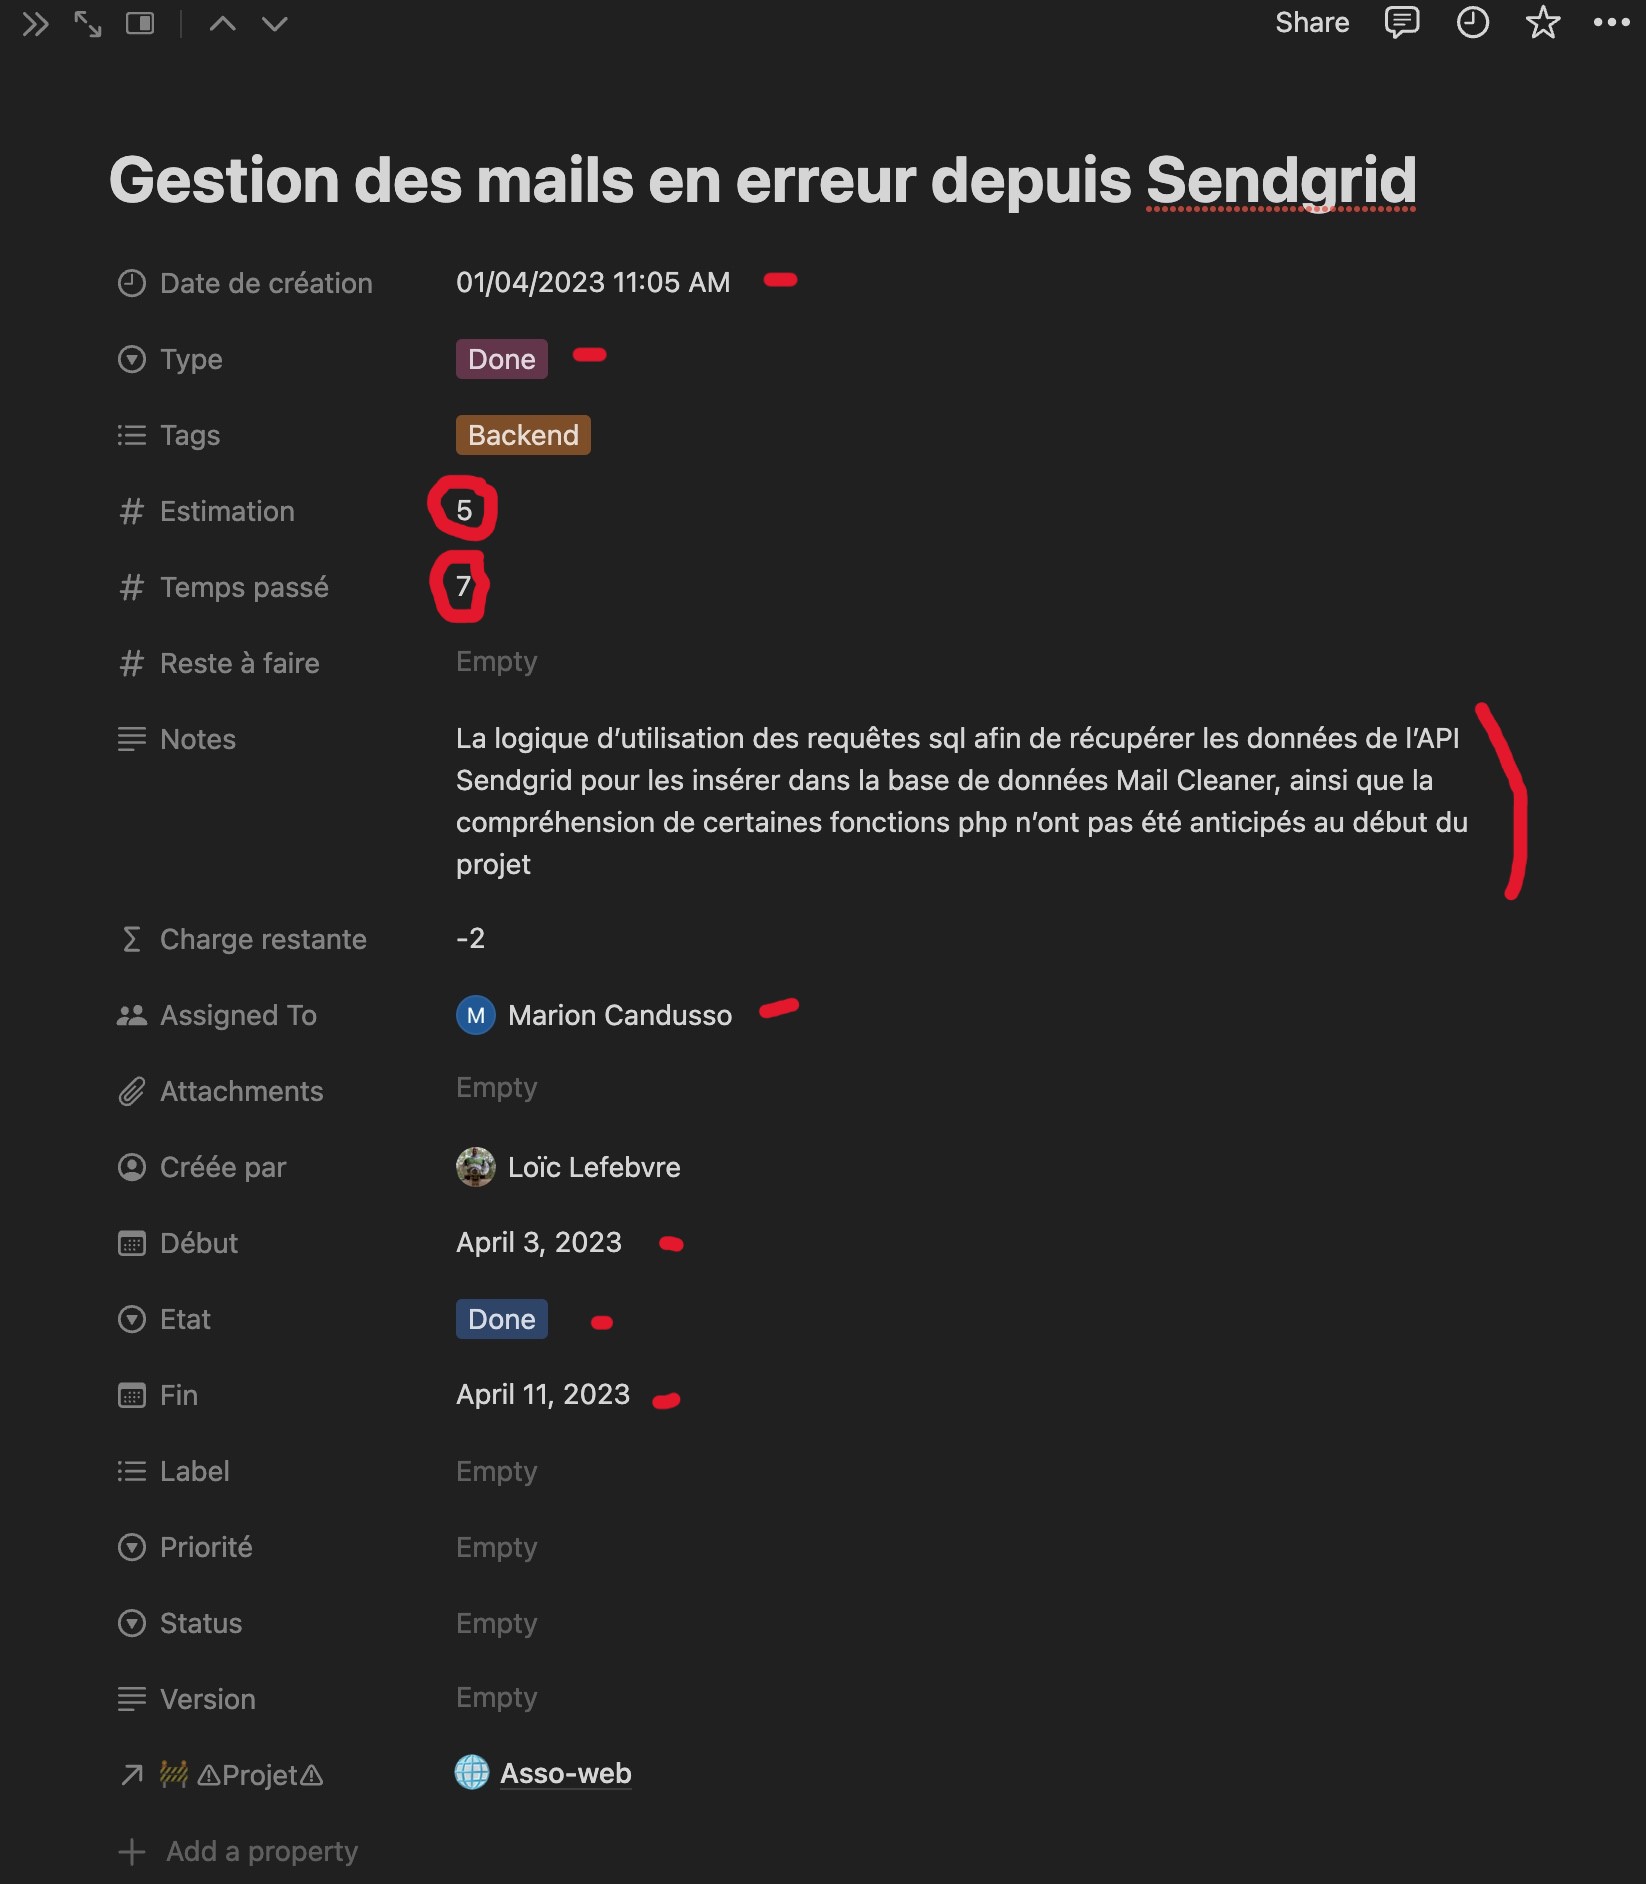 Share
Gestion des mails en erreur depuis Sendgrid
Date de création 01/04/2023 11:05 AM
Type Done
Tags Backend
# Estimation 5
# Temps passé 7
# Reste à faire Empty
Notes La logique d’utilisation des requêtes sql afin de récupérer les données de l’API
Sendgrid pour les insérer dans la base de données Mail Cleaner, ainsi que la
compréhension de certaines fonctions php n’ont pas été anticipés au début du
projet
Σ Charge restante -2
Assigned To M Marion Candusso
Attachments Empty
Créée par Loïc Lefebvre
Début April 3, 2023
Etat Done
Fin April 11, 2023
Label Empty
Priorité Empty
Status Empty
Version Empty
🚧 ⚠Projet⚠ 🌐 Asso-web
+ Add a property